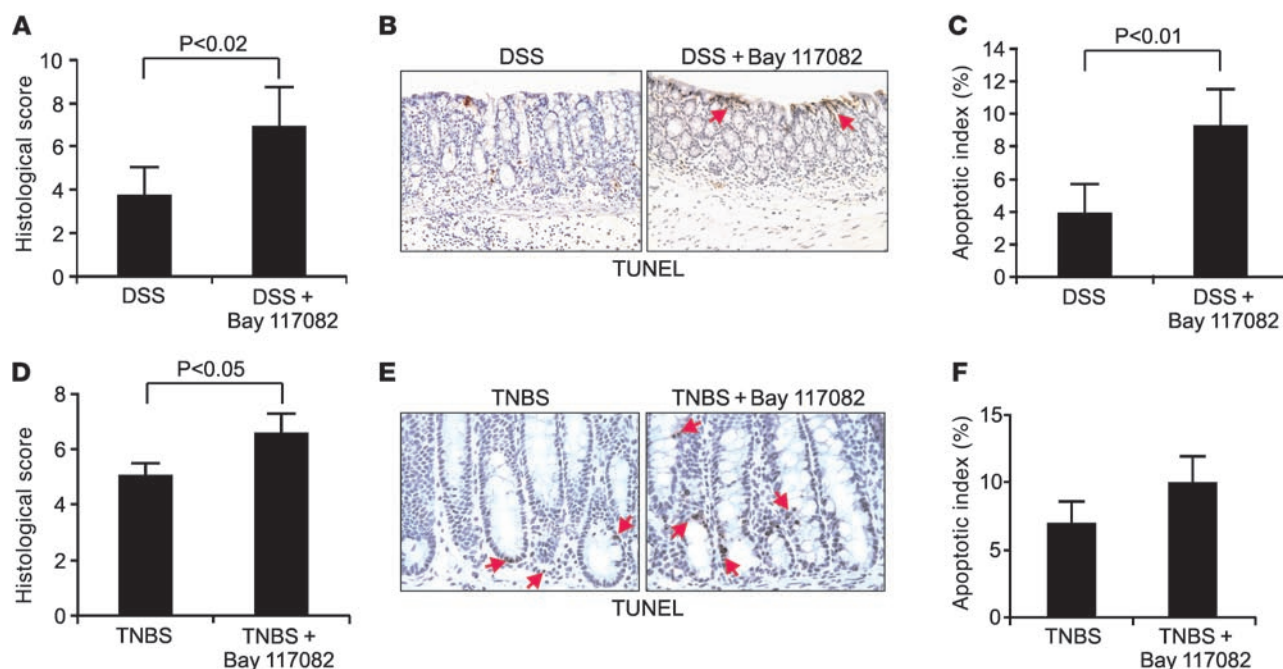 A
P<0.02
Histological score
10
8
6
4
2
0
DSS
DSS +
Bay 117082
B
DSS
DSS + Bay 117082
TUNEL
C
P<0.01
Apoptotic index (%)
14
12
10
8
6
4
2
0
DSS
DSS +
Bay 117082
D
P<0.05
Histological score
8
6
4
2
0
TNBS
TNBS +
Bay 117082
E
TNBS
TNBS + Bay 117082
TUNEL
F
Apoptotic index (%)
15
10
5
0
TNBS
TNBS +
Bay 117082